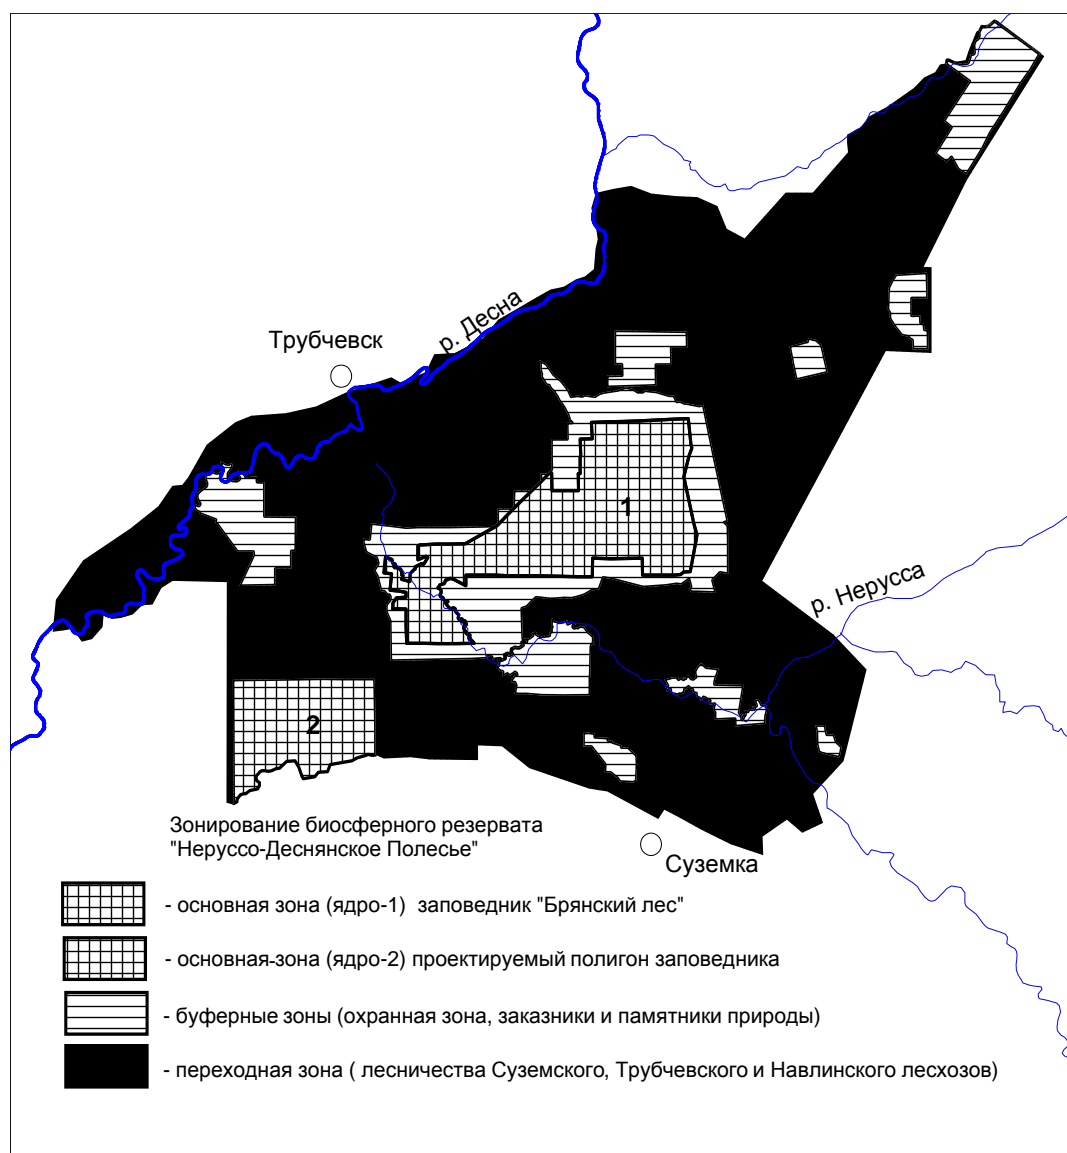 р. Десна
Трубчевск
1
р. Нерусса
2
Зонирование биосферного резервата
"Неруссо-Деснянское Полесье"
Суземка
- основная зона (ядро-1) заповедник "Брянский лес"
- основная-зона (ядро-2) проектируемый полигон заповедника
- буферные зоны (охранная зона, заказники и памятники природы)
- переходная зона ( лесничества Суземского, Трубчевского и Навлинского лесхозов)